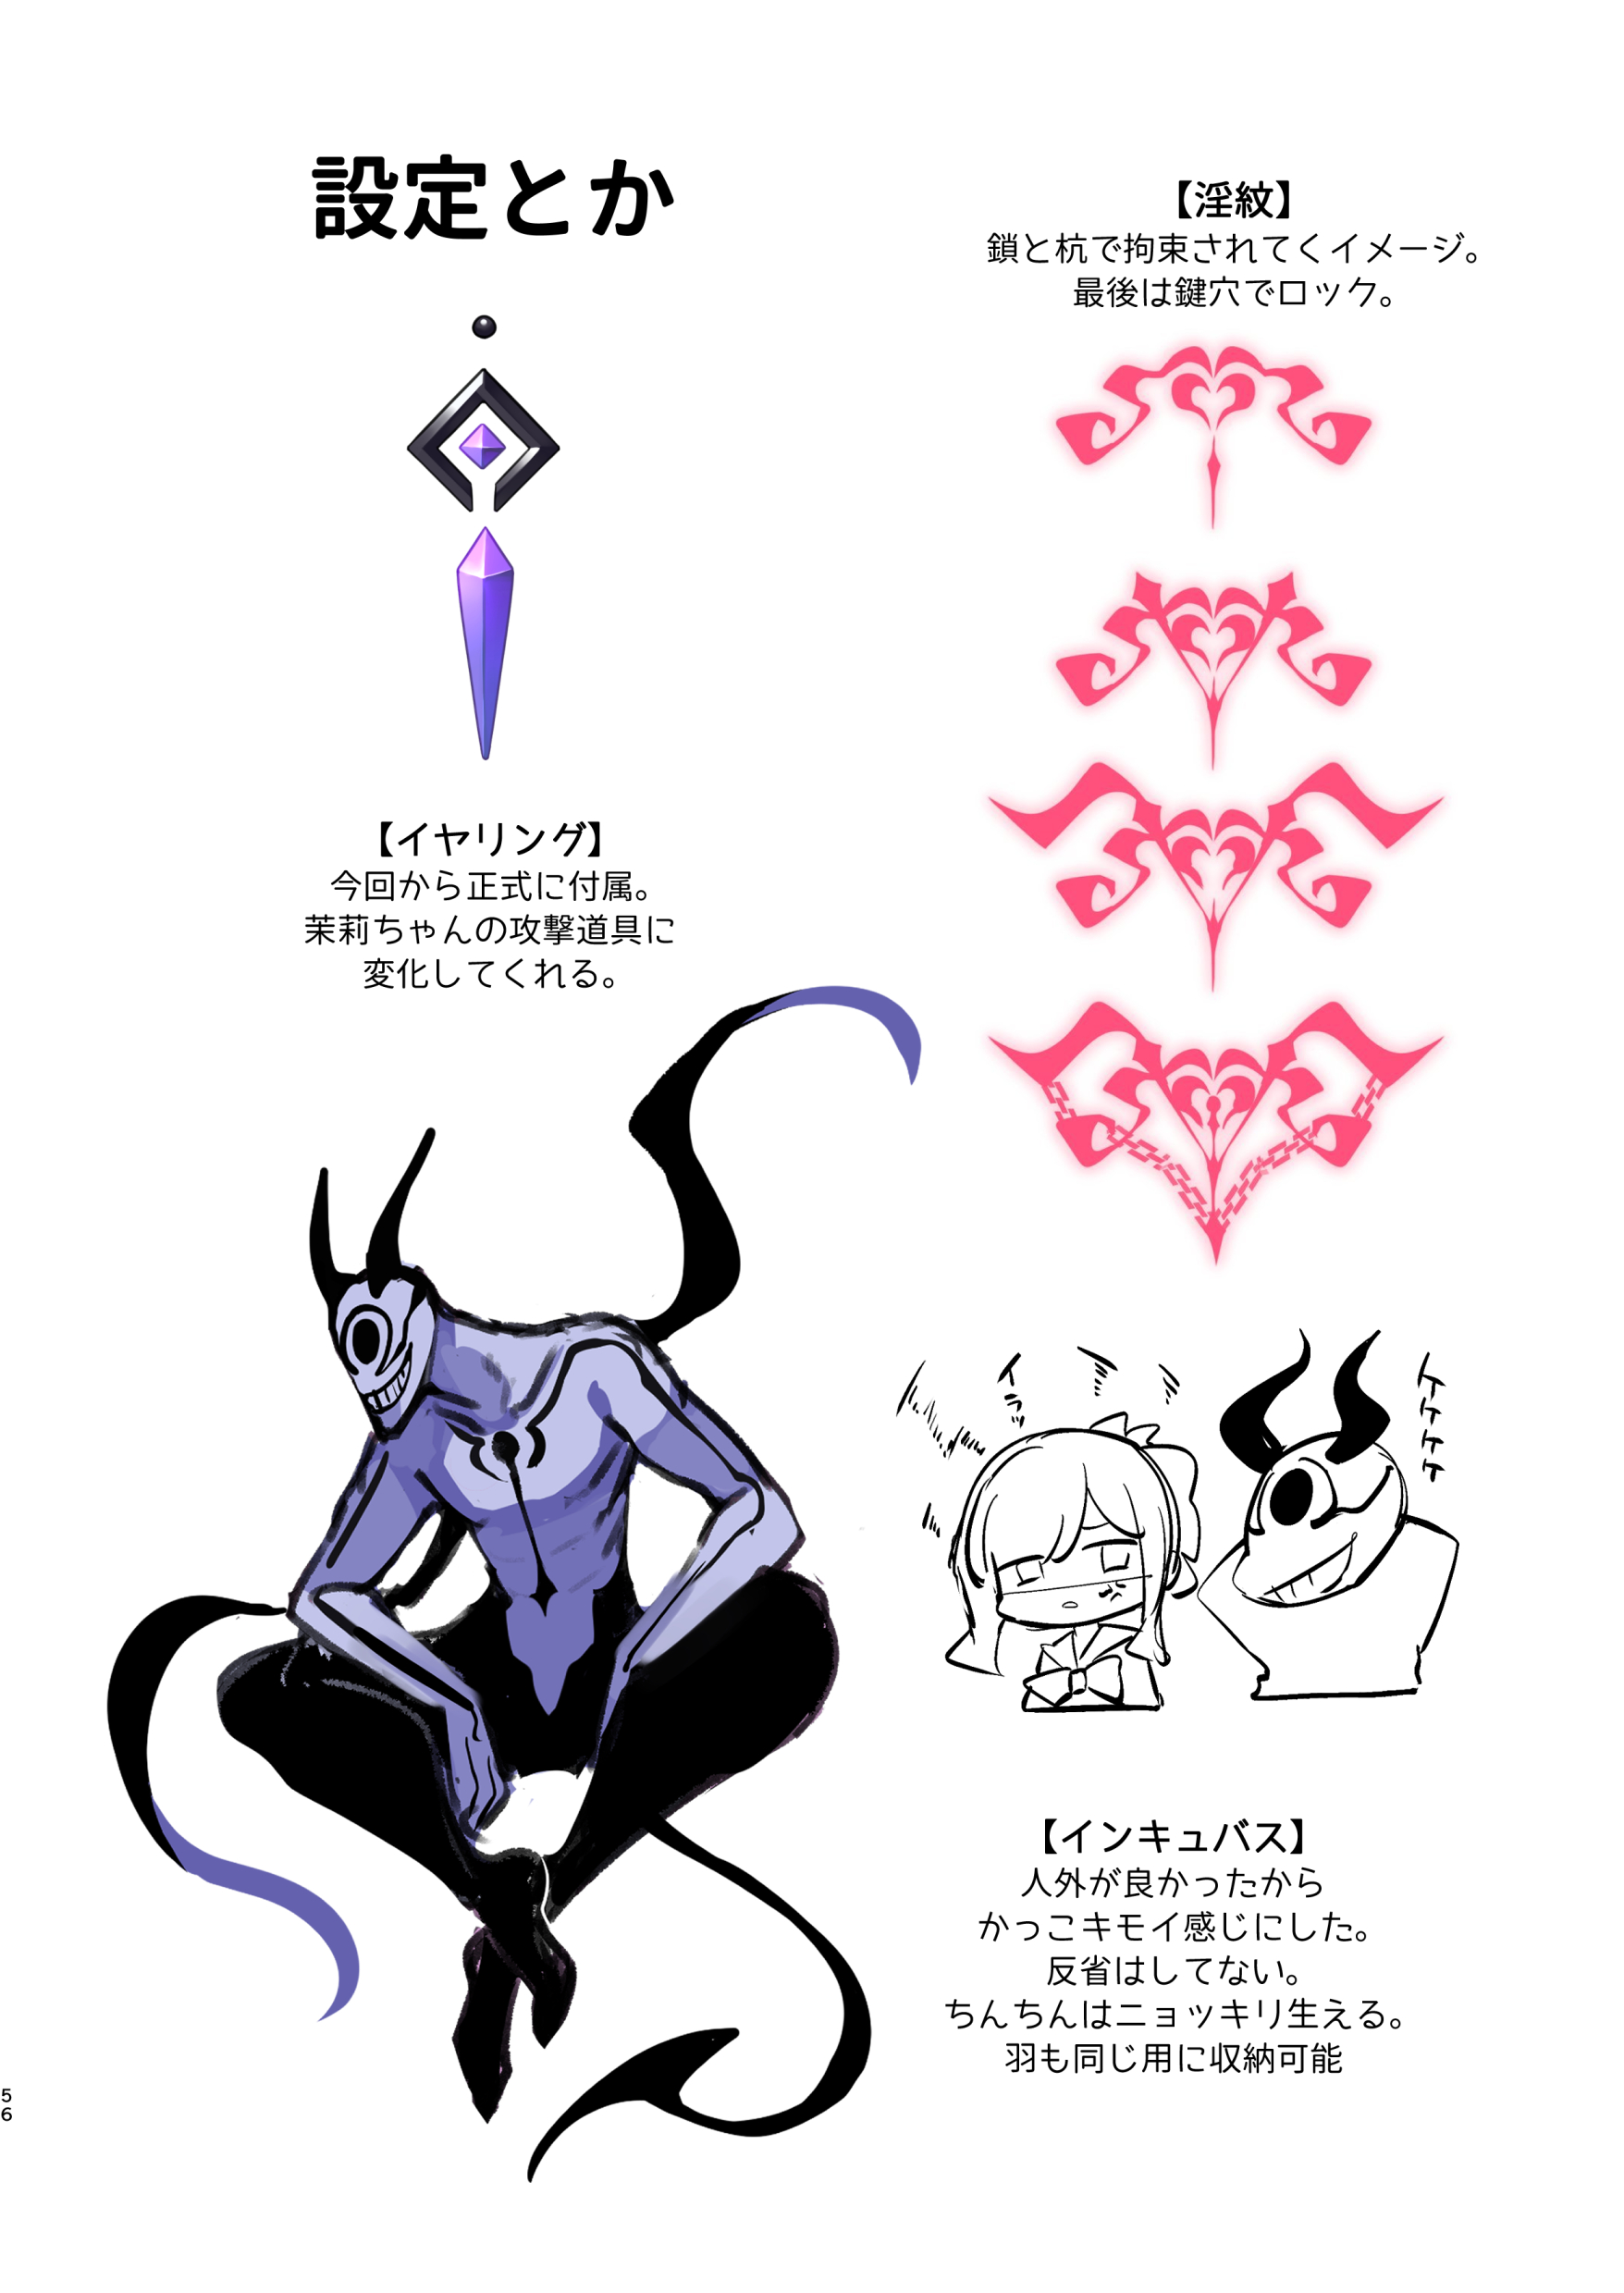 設定とか
【イヤリング】
今回から正式に付属。
茉莉ちゃんの攻撃道具に
変化してくれる。
【淫紋】
鎖と杭で拘束されてくイメージ。
最後は鍵穴でロック。
イラッ
ケケケケケ
【インキュバス】
人外が良かったから
かっこキモイ感じにした。
反省はしてない。
ちんちんはニョッキリ生える。
羽も同じ用に収納可能
56